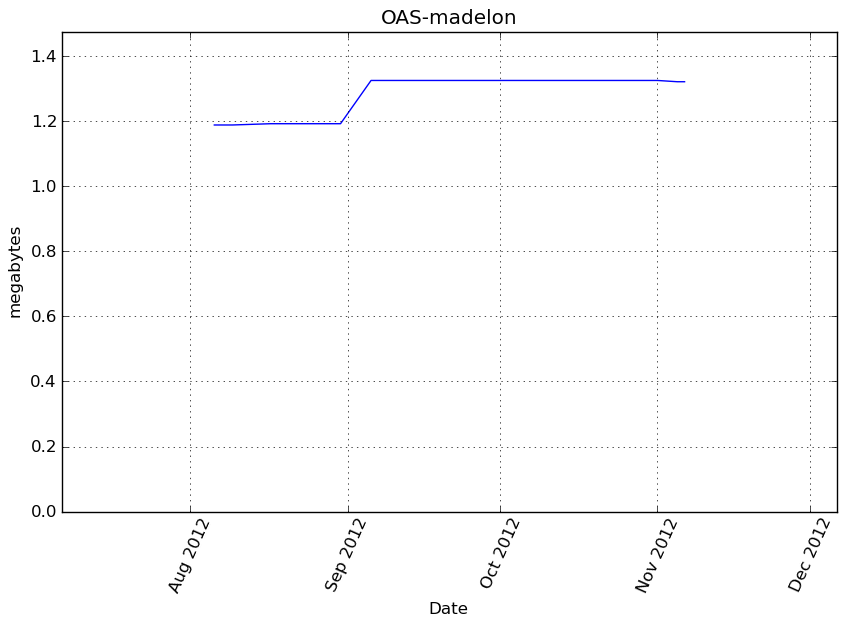 OAS-madelon
1.4
1.2
1.0
0.8
0.6
0.4
0.2
0.0
megabytes
Aug 2012
Sep 2012
Oct 2012
Nov 2012
Dec 2012
Date